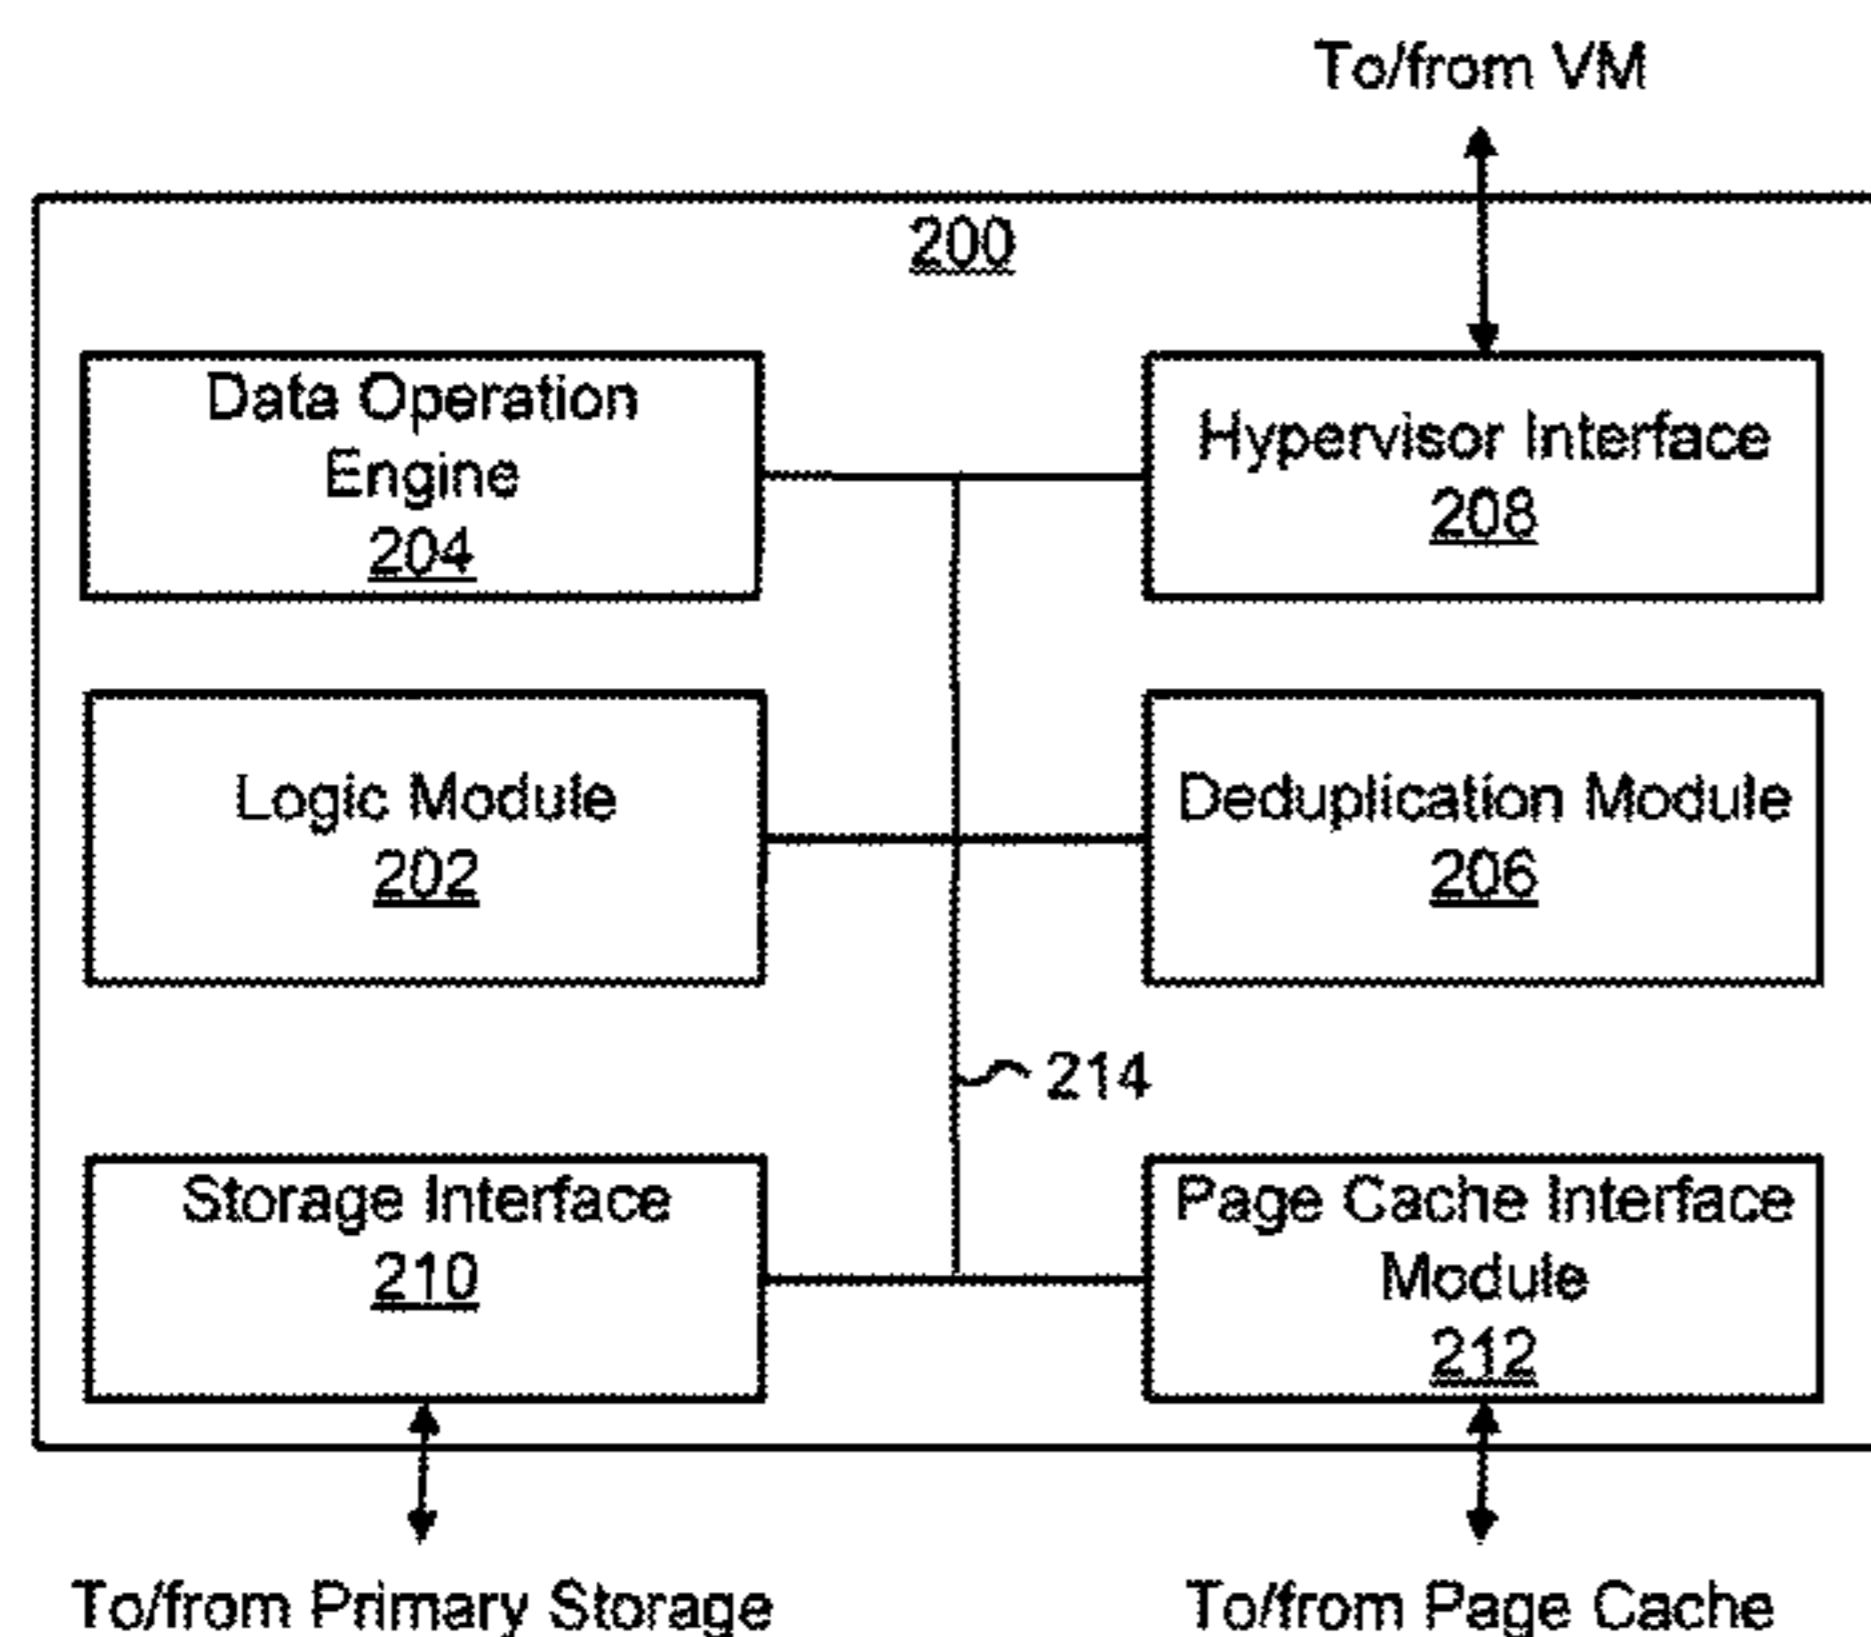 To/from VM
200
Data Operation
Engine
204
Hypervisor Interface
208
Logic Module
202
Deduplication Module
206
214
Storage Interface
210
Page Cache Interface
Module
212
To/from Primary Storage
To/from Page Cache